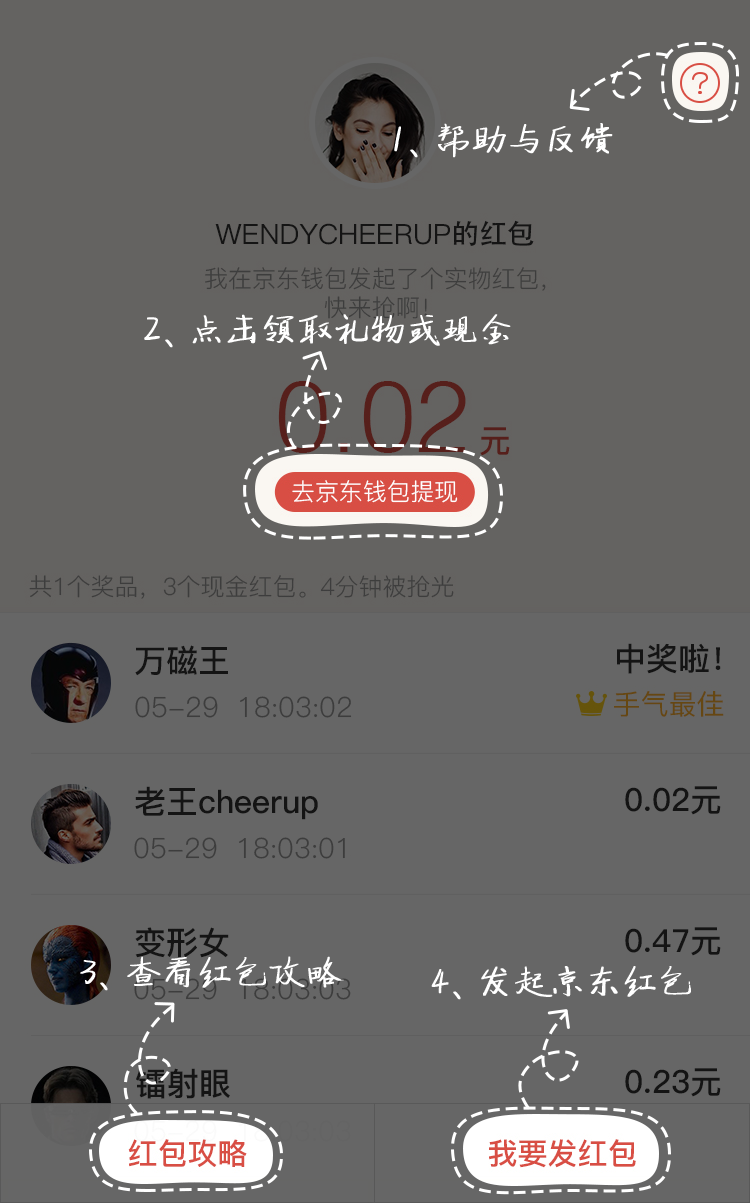 ?
1、帮助与反馈
WENDYCHEERUP的红包
我在京东钱包发起了个实物红包，
快来抢啊！
2、点击领取礼物或现金
0.02元
去京东钱包提现
共1个奖品，3个现金红包。4分钟被抢光
万磁王
中奖啦！
05-29 18:03:02
手气最佳
老王cheerup
0.02元
05-29 18:03:01
变形女
0.47元
3、查看红包攻略
05-29 18:03:03
4、发起京东红包
镭射眼
0.23元
红包攻略
我要发红包